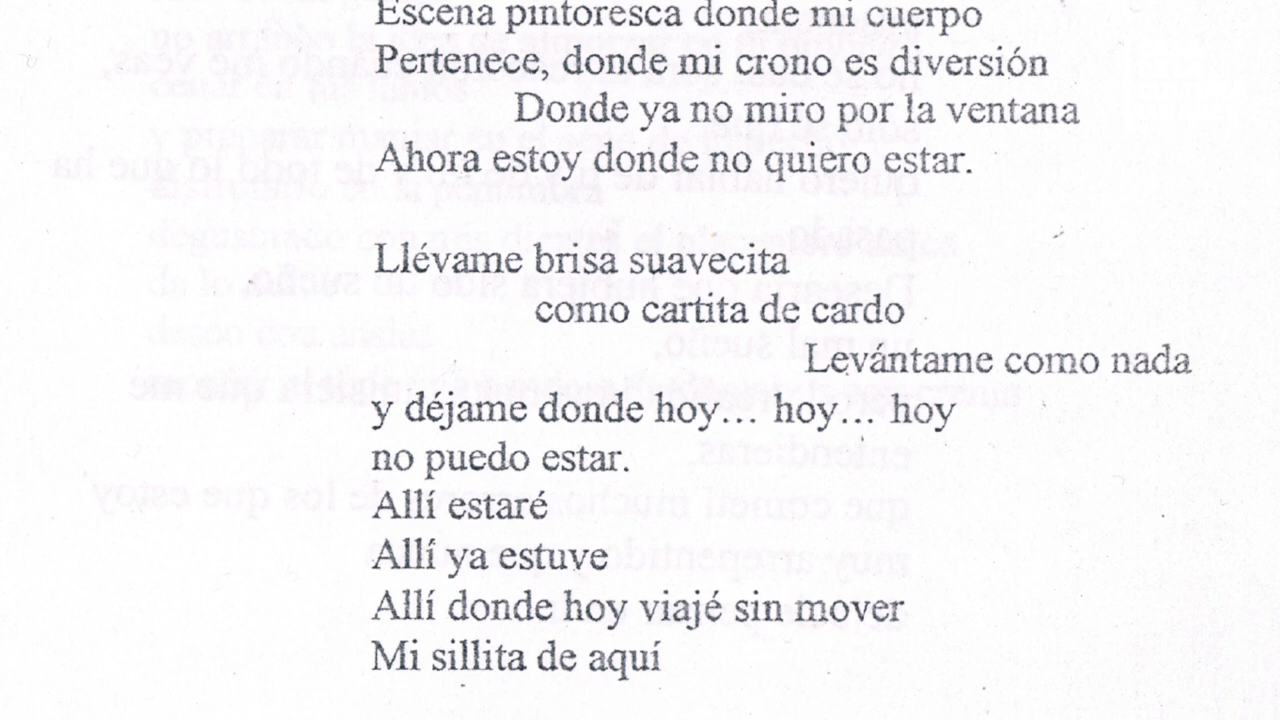 Escena pintoresca donde mi cuerpo
Pertenece, donde mi crono es diversión
Donde ya no miro por la ventana
Ahora estoy donde no quiero estar.
Llévame brisa suavecita
como cartita de cardo
Levántame como nada
y déjame donde hoy… hoy… hoy
no puedo estar.
Allí estaré
Allí ya estuve
Allí donde hoy viajé sin mover
Mi sillita de aquí